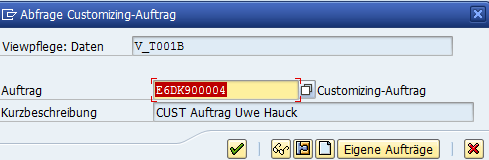 Abfrage Customizing-Auftrag
Viewpflege: Daten V_T001B
Auftrag E6DK900004 Customizing-Auftrag
Kurzbeschreibung CUST Auftrag Uwe Hauck
Eigene Aufträge